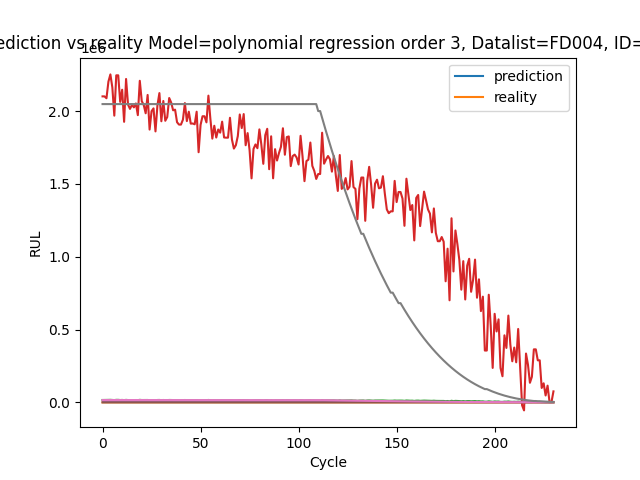 ediction vs reality Model=polynomial regression order 3, Datalist=FD004, ID=
1e6
prediction
reality
2.0
1.5
1.0
0.5
0.0
RUL
0
50
100
150
200
Cycle